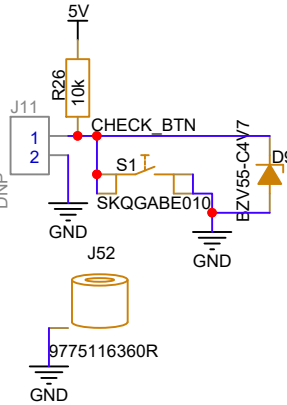 5V
R26
10k
J11
1
2
DNP
CHECK_BTN
S1
SKQGABE010
BZV55-C4V7
D9
GND
GND
J52
9775116360R
GND